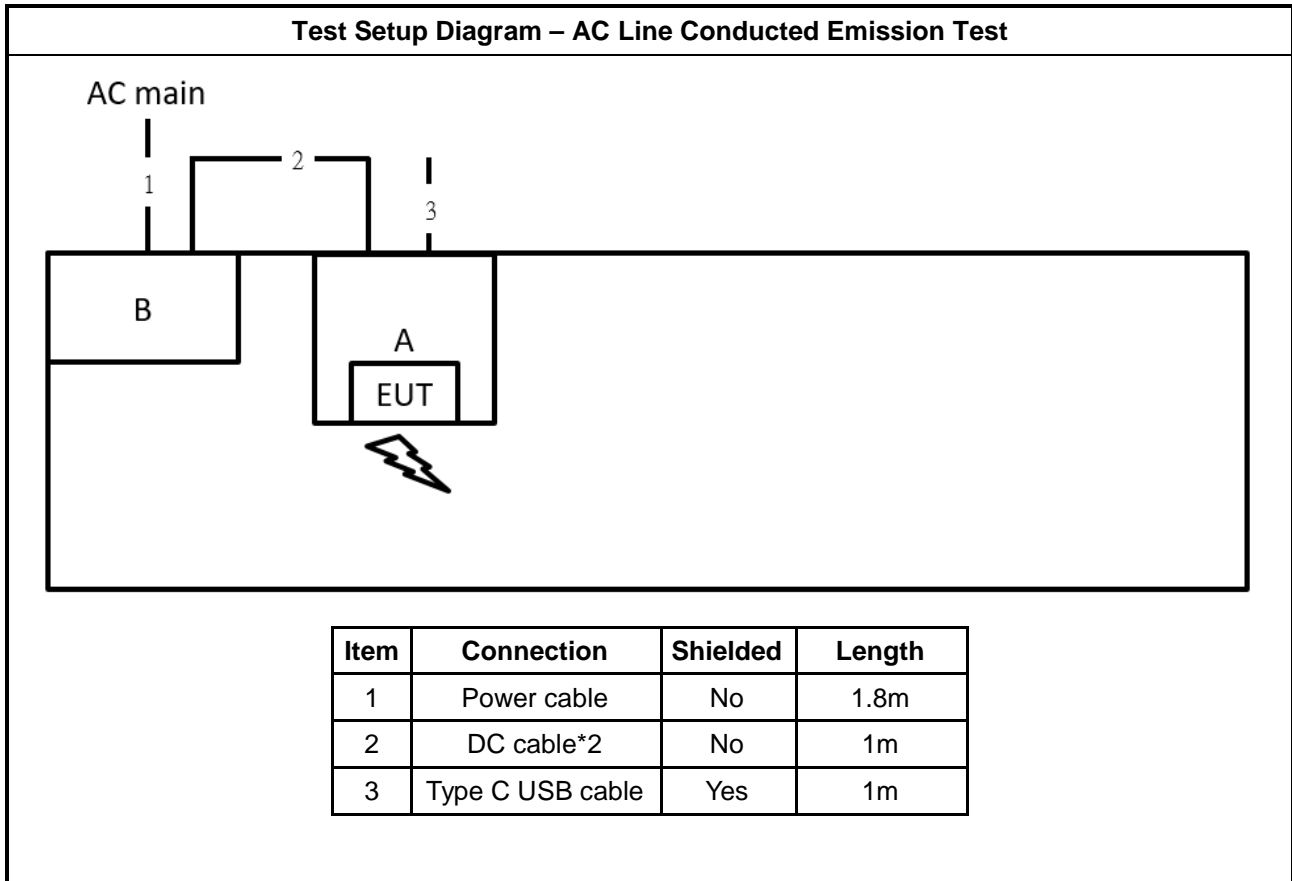 Test Setup Diagram – AC Line Conducted Emission Test
AC main
2
1
3
B
A
EUT
Item Connection Shielded Length
1 Power cable No 1.8m
2 DC cable*2 No 1m
3 Type C USB cable Yes 1m